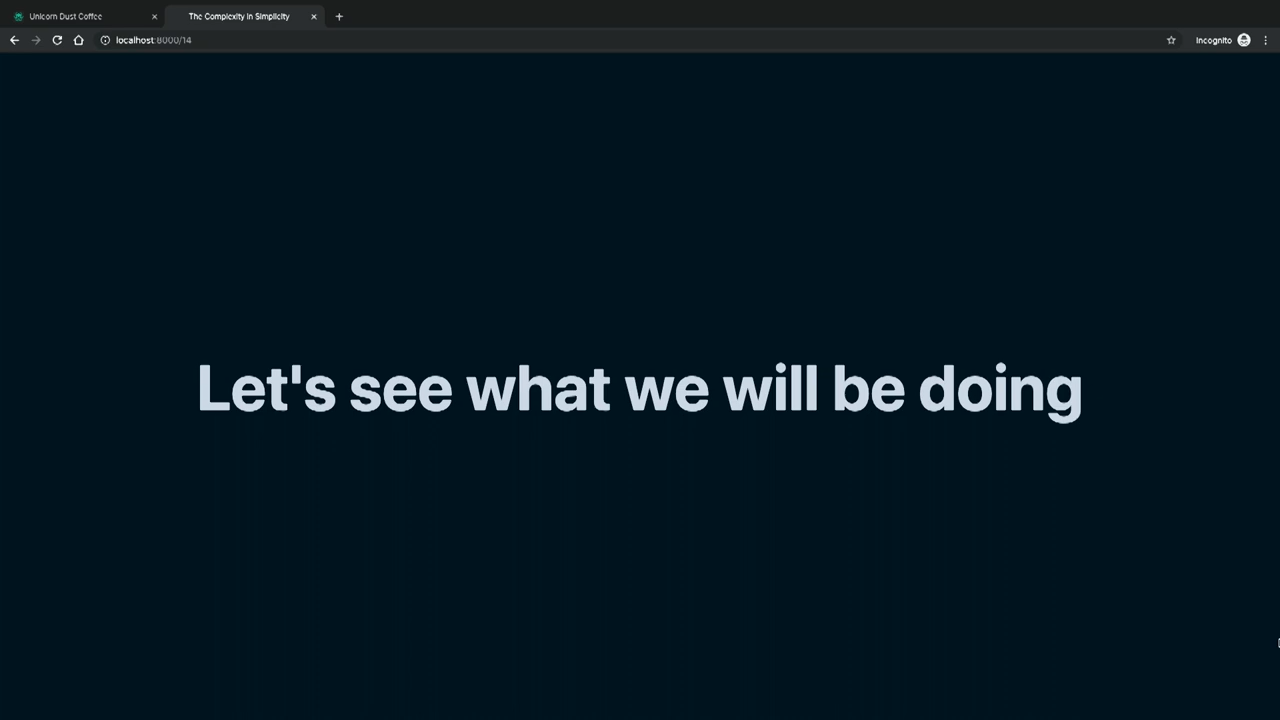 Unicorn Dust Coffee
The Complexity in Simplicity
localhost:8000/14
Incognito
Let's see what we will be doing